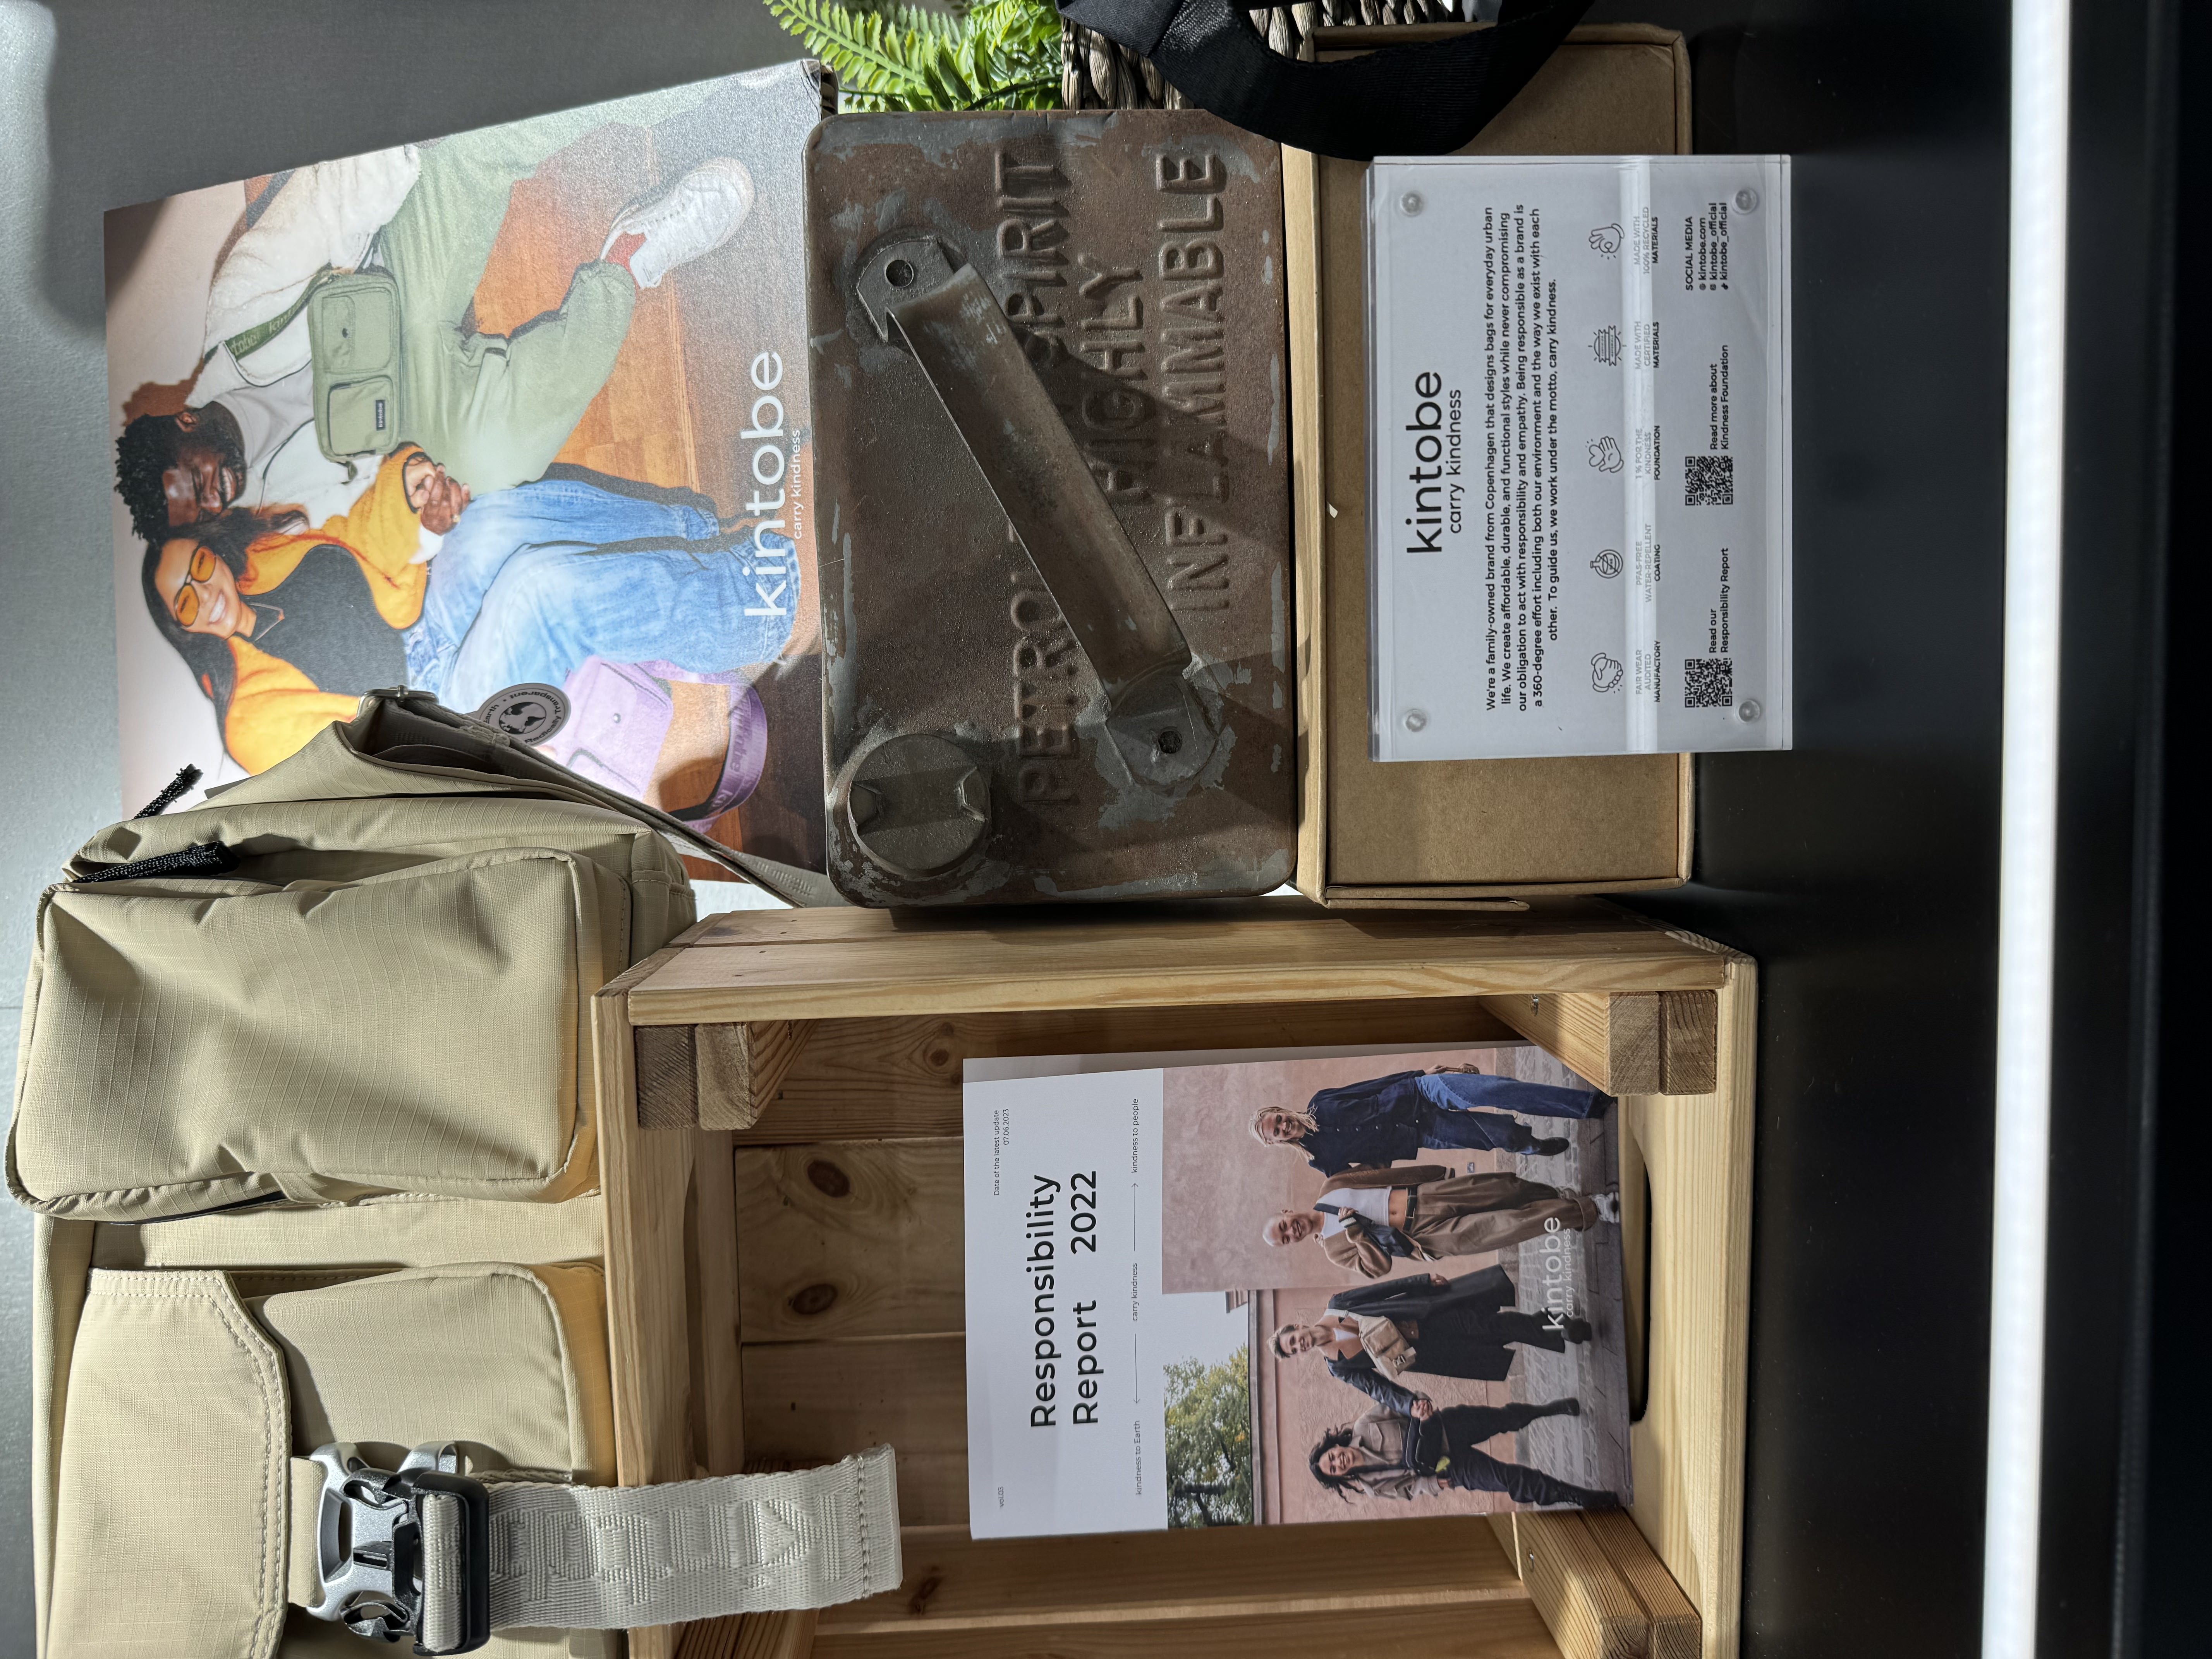 kintobe
kintobe
kintobe
carry kindness
vol.03
Date of the latest update
07.06.2023
Responsibility
Report 2022
kindness to Earth
carry kindness
kindness to people
kintobe
carry kindness
SPIRIT
HIGHLY
INFLAMMABLE
kintobe
carry kindness
We're a family-owned brand from Copenhagen that designs bags for everyday urban
life. We create affordable, durable, and functional styles while never compromising
our obligation to act with responsibility and empathy. Being responsible as a brand is
a 360-degree effort including both our environment and the way we exist with each
other. To guide us, we work under the motto, carry kindness.
FAIR WEAR
AUDITED
MANUFACTORY
PFAS-FREE
WATER-REPELLENT
COATING
1 % FOR THE
KINDNESS
FOUNDATION
MADE WITH
CERTIFIED
MATERIALS
MADE WITH
100% RECYCLED
MATERIALS
Read our
Responsibility Report
Read more about
Kindness Foundation
SOCIAL MEDIA
kintobe.com
kintobe_official
kintobe_official